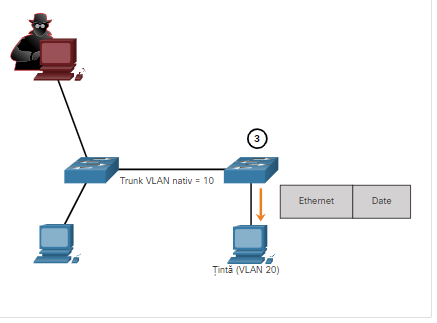 3
Trunk VLAN nativ = 10
Ethernet
Date
Țintă (VLAN 20)